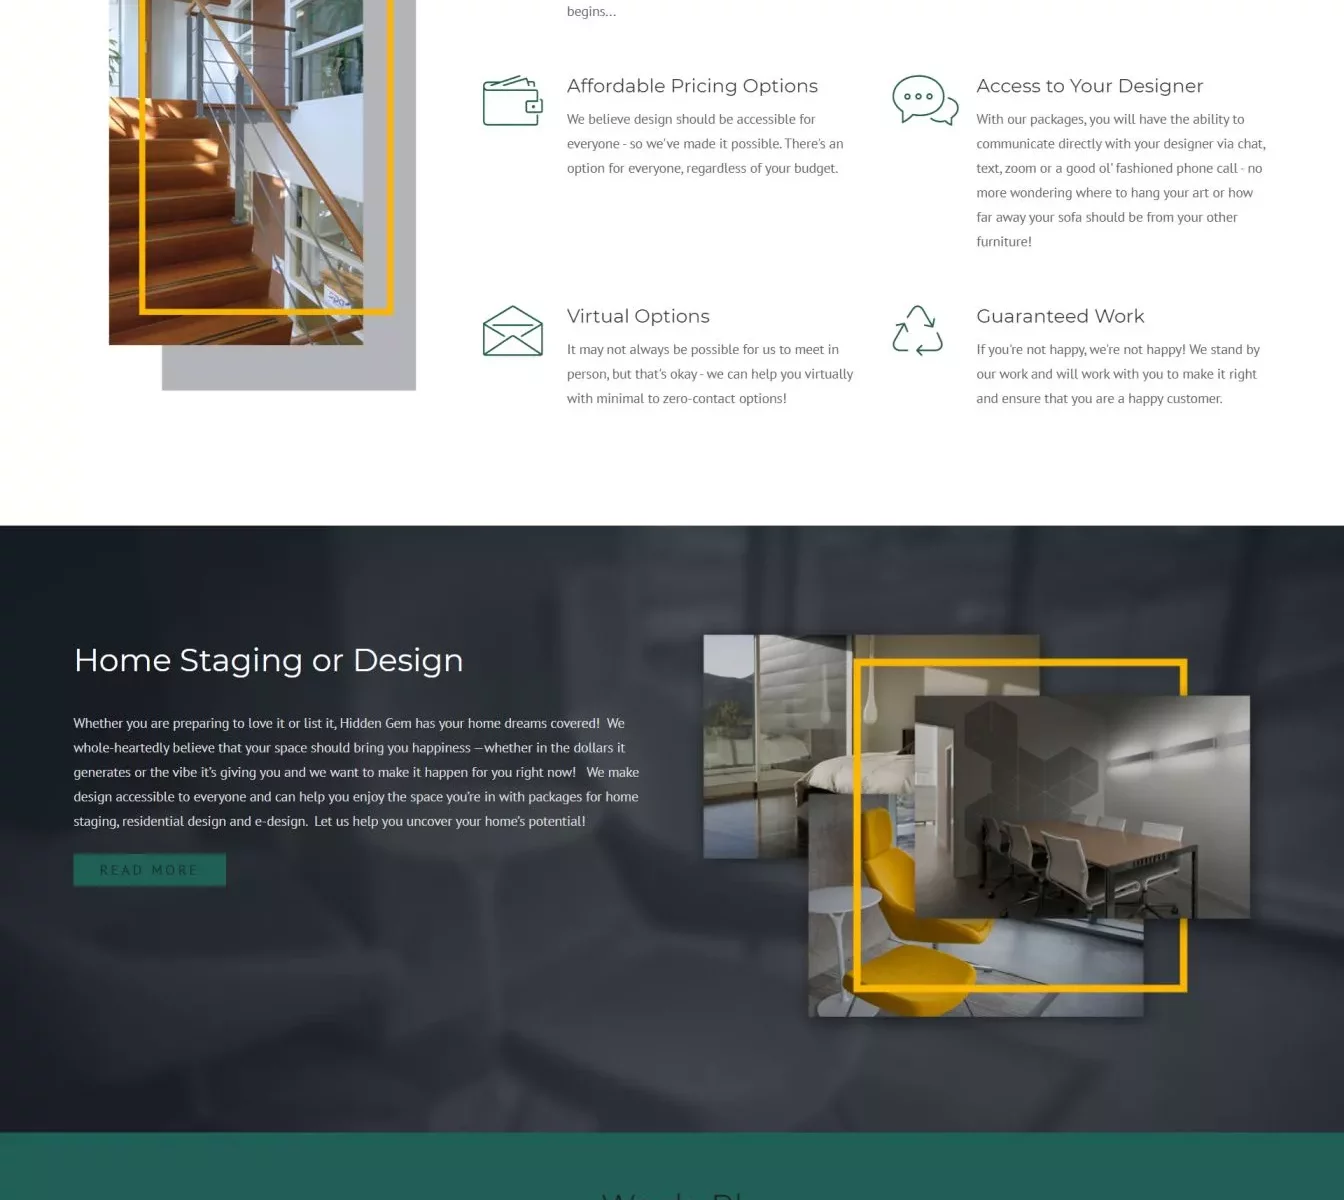 begins...
Affordable Pricing Options
We believe design should be accessible for
everyone - so we've made it possible. There's an
option for everyone, regardless of your budget.
Access to Your Designer
With our packages, you will have the ability to
communicate directly with your designer via chat,
text, zoom or a good ol' fashioned phone call - no
more wondering where to hang your art or how
far away your sofa should be from your other
furniture!
Virtual Options
It may not always be possible for us to meet in
person, but that's okay - we can help you virtually
with minimal to zero-contact options!
Guaranteed Work
If you're not happy, we're not happy! We stand by
our work and will work with you to make it right
and ensure that you are a happy customer.
Home Staging or Design
Whether you are preparing to love it or list it, Hidden Gem has your home dreams covered!  We
whole-heartedly believe that your space should bring you happiness —whether in the dollars it
generates or the vibe it's giving you and we want to make it happen for you right now!   We make
design accessible to everyone and can help you enjoy the space you're in with packages for home
staging, residential design and e-design.  Let us help you uncover your home's potential!
READ MORE